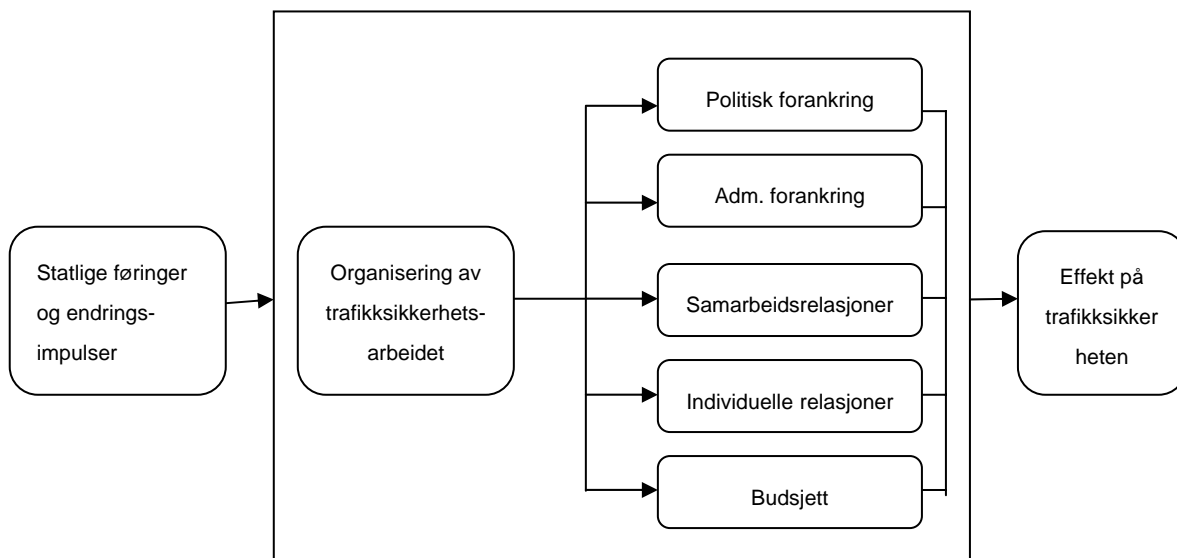 Statlige føringer
og endrings-
impulser
Organisering av
trafikksikkerhets-
arbeidet
Politisk forankring
Adm. forankring
Samarbeidsrelasjoner
Individuelle relasjoner
Budsjett
Effekt på
trafikksikker
heten